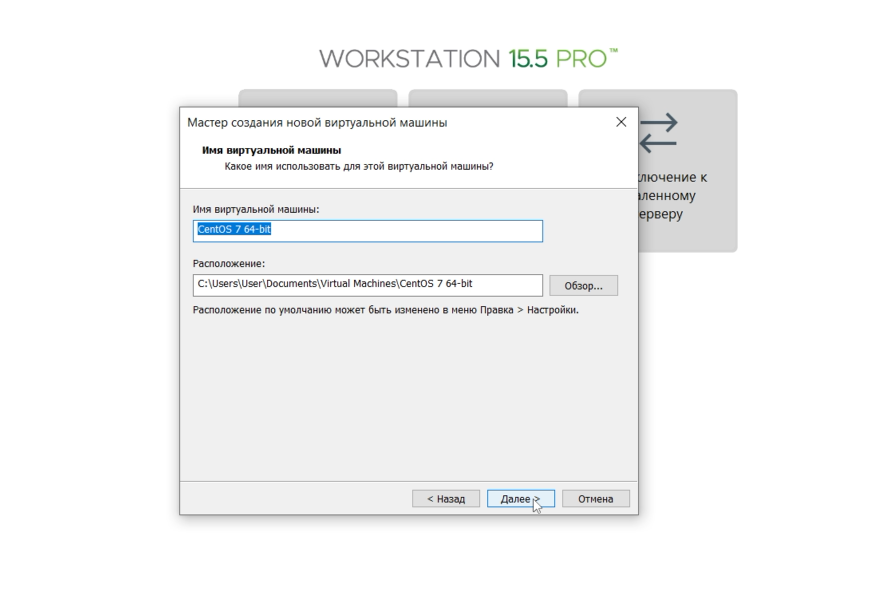 WORKSTATION 15.5 PRO™
Мастер создания новой виртуальной машины
Имя виртуальной машины
Какое имя использовать для этой виртуальной машины?
Имя виртуальной машины:
CentOS 7 64-bit
Расположение:
C:\Users\User\Documents\Virtual Machines\CentOS 7 64-bit
Обзор...
Расположение по умолчанию может быть изменено в меню Правка > Настройки.
< Назад
Далее >
Отмена
ключение к
аленному
ерверу